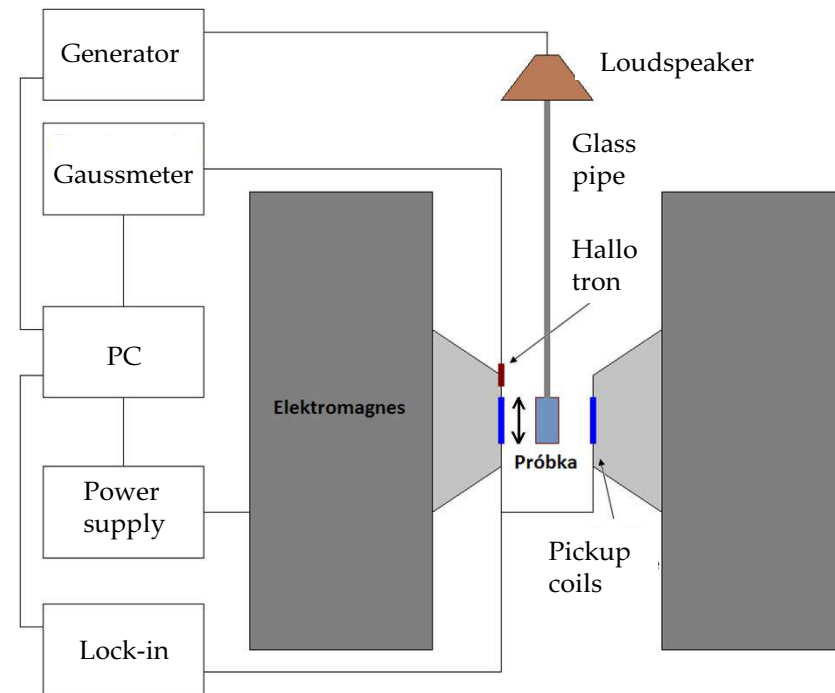 Generator
Loudspeaker
Gaussmeter
Glass
pipe
Hallo
tron
PC
Elektromagnes
Próbka
Power
supply
Pickup
coils
Lock-in